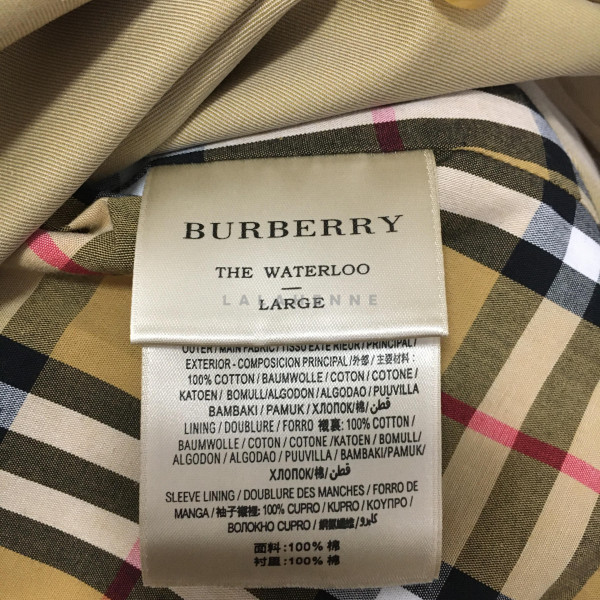 BURBERRY
THE WATERLOO
—
LARGE
LALAHENNE
OUTER / MAIN FABRIC / TISSU EXTERIEUR / PRINCIPAL /
EXTERIOR - COMPOSICION PRINCIPAL / 外部 / 主要材料 :
100% COTTON / BAUMWOLLE / COTON / COTONE /
KATOEN / BOMULL/ALGODON / ALGODAO / PUUVILLA
BAMBAKI / PAMUK / ХЛОПОК/棉/ قطن
LINING / DOUBLURE / FORRO 襯裏: 100% COTTON /
BAUMWOLLE / COTON / COTONE /KATOEN / BOMULL/
ALGODON / ALGODAO / PUUVILLA / BAMBAKI/PAMUK/
ХЛОПОК/棉/ قطن
SLEEVE LINING / DOUBLURE DES MANCHES / FORRO DE
MANGA / 袖子襯裡: 100% CUPRO / KUPRO / ΚΟΥΠΡΟ /
ВОЛОКНО CUPRO / 銅氨纖維 / كابرو
面料:100% 棉
衬里:100% 棉